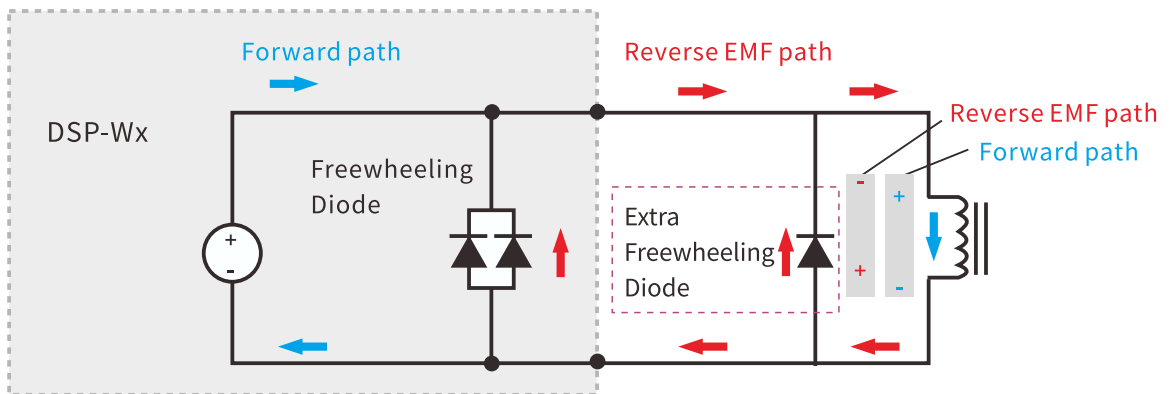 Forward path
Reverse EMF path
DSP-Wx
Reverse EMF path
Forward path
Freewheeling
Diode
Extra
Freewheeling
Diode
+
-
-
+
+
-